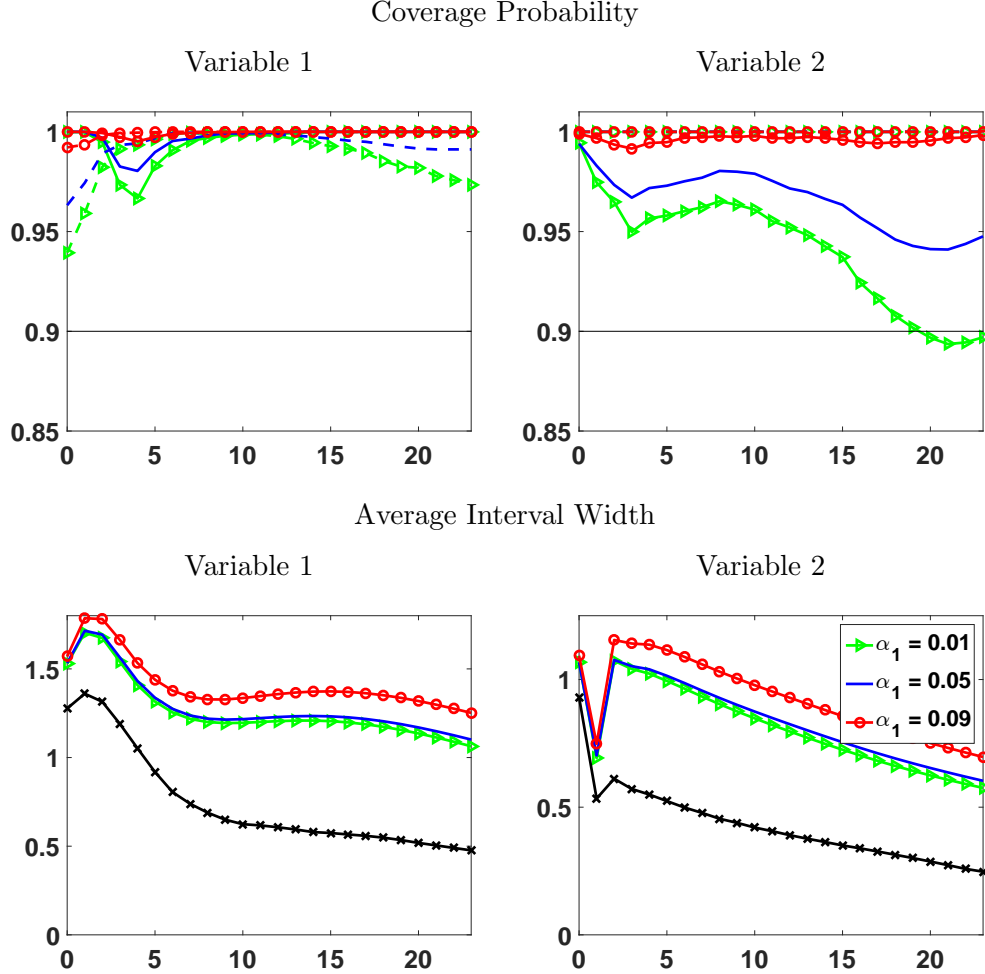 Coverage Probability
Variable 1
Variable 2
1
0.95
0.9
0.85
0 5 10 15 20
1
0.95
0.9
0.85
0 5 10 15 20
Average Interval Width
Variable 1
Variable 2
1.5
1
0.5
0
0 5 10 15 20
1
0.5
0
0 5 10 15 20
α₁ = 0.01
α₁ = 0.05
α₁ = 0.09